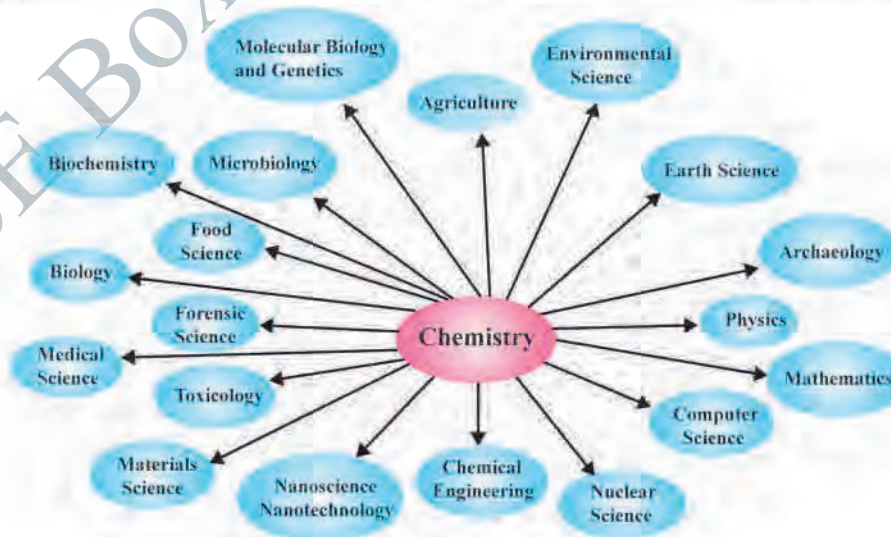 Molecular Biology
and Genetics
Environmental
Science
Agriculture
Biochemistry
Microbiology
Earth Science
Food
Science
Biology
Archaeology
Forensic
Science
Physics
Chemistry
Medical
Science
Mathematics
Toxicology
Computer
Science
Materials
Science
Nanoscience
Nanotechnology
Chemical
Engineering
Nuclear
Science